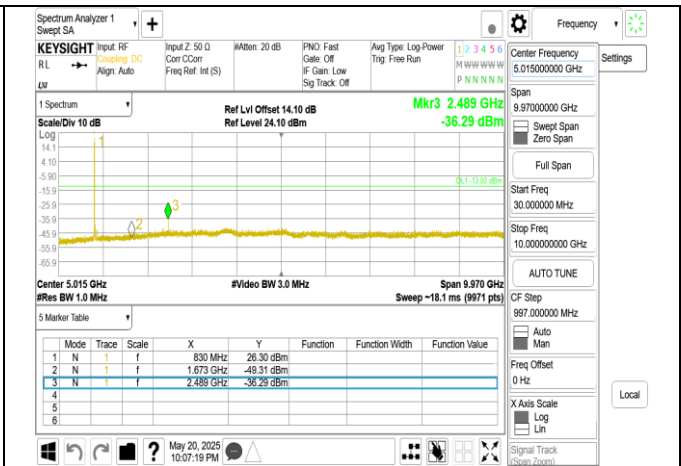 Spectrum Analyzer 1
Swept SA
+
Frequency
KEYSIGHT
Input: RF
Input Z: 50 Ω
#Atten: 20 dB
PNO: Fast
Avg Type: Log-Power
1 2 3 4 5 6
RL
Coupling: DC
Corr CCorr
Gate: Off
Trig: Free Run
M W W W W W
Align: Auto
Freq Ref: Int (S)
IF Gain: Low
P N N N N N
Sig Track: Off
LXI
1 Spectrum
Ref Lvl Offset 14.10 dB
Mkr3 2.489 GHz
Scale/Div 10 dB
Ref Level 24.10 dBm
-36.29 dBm
Log
14.1
4.10
-5.90
-15.9
-25.9
-35.9
-45.9
-55.9
-65.9
1
2
3
DL1 -13.00 dBm
Center 5.015 GHz
#Video BW 3.0 MHz
Span 9.970 GHz
#Res BW 1.0 MHz
Sweep ~18.1 ms (9971 pts)
5 Marker Table
Mode Trace Scale X Y Function Function Width Function Value
1 N 1 f 830 MHz 26.30 dBm
2 N 1 f 1.673 GHz -49.31 dBm
3 N 1 f 2.489 GHz -36.29 dBm
4
5
6
?
May 20, 2025
10:07:19 PM
Center Frequency
5.015000000 GHz
Settings
Span
9.97000000 GHz
Swept Span
Zero Span
Full Span
Start Freq
30.000000 MHz
Stop Freq
10.000000000 GHz
AUTO TUNE
CF Step
997.000000 MHz
Auto
Man
Freq Offset
0 Hz
Local
X Axis Scale
Log
Lin
Signal Track
(Span Zoom)